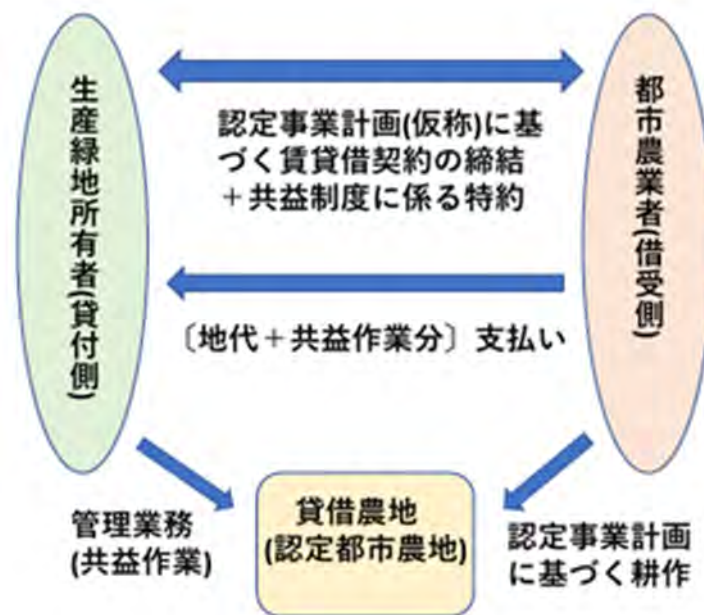 生産緑地所有者(貸付側)
認定事業計画(仮称)に基
づく賃貸借契約の締結
＋共益制度に係る特約
都市農業者(借受側)
〔地代＋共益作業分〕支払い
管理業務
(共益作業)
貸借農地
(認定都市農地)
認定事業計画
に基づく耕作